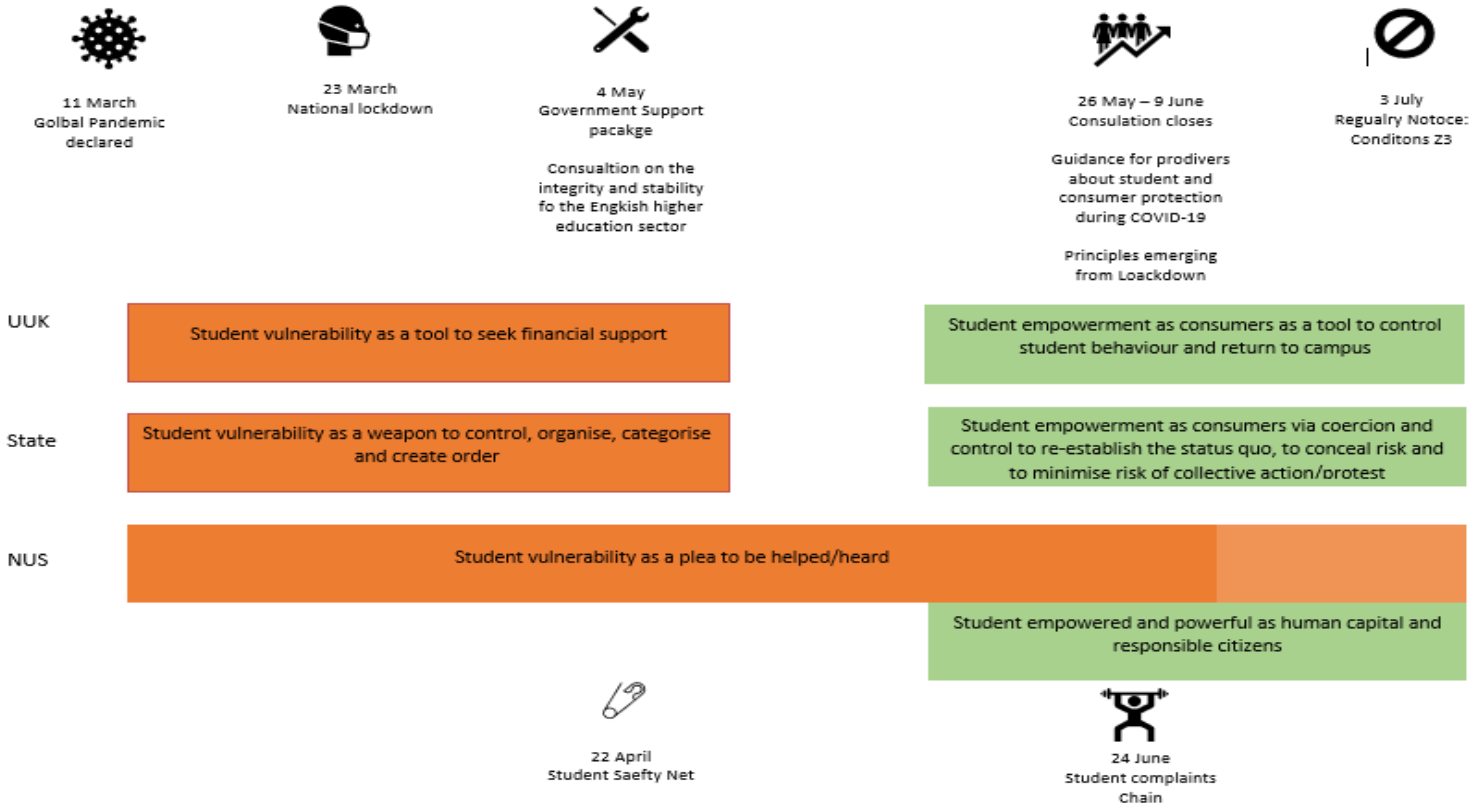 11 March
Golbal Pandemic
declared
23 March
National lockdown
4 May
Government Support
pacakge
Consualtion on the
integrity and stability
fo the Engkish higher
education sector
26 May – 9 June
Consulation closes
Guidance for prodivers
about student and
consumer protection
during COVID-19
Principles emerging
from Loackdown
3 July
Regualry Notoce:
Conditons Z3
UUK
Student vulnerability as a tool to seek financial support
Student empowerment as consumers as a tool to control
student behaviour and return to campus
State
Student vulnerability as a weapon to control, organise, categorise
and create order
Student empowerment as consumers via coercion and
control to re-establish the status quo, to conceal risk and
to minimise risk of collective action/protest
NUS
Student vulnerability as a plea to be helped/heard
Student empowered and powerful as human capital and
responsible citizens
22 April
Student Saefty Net
24 June
Student complaints
Chain